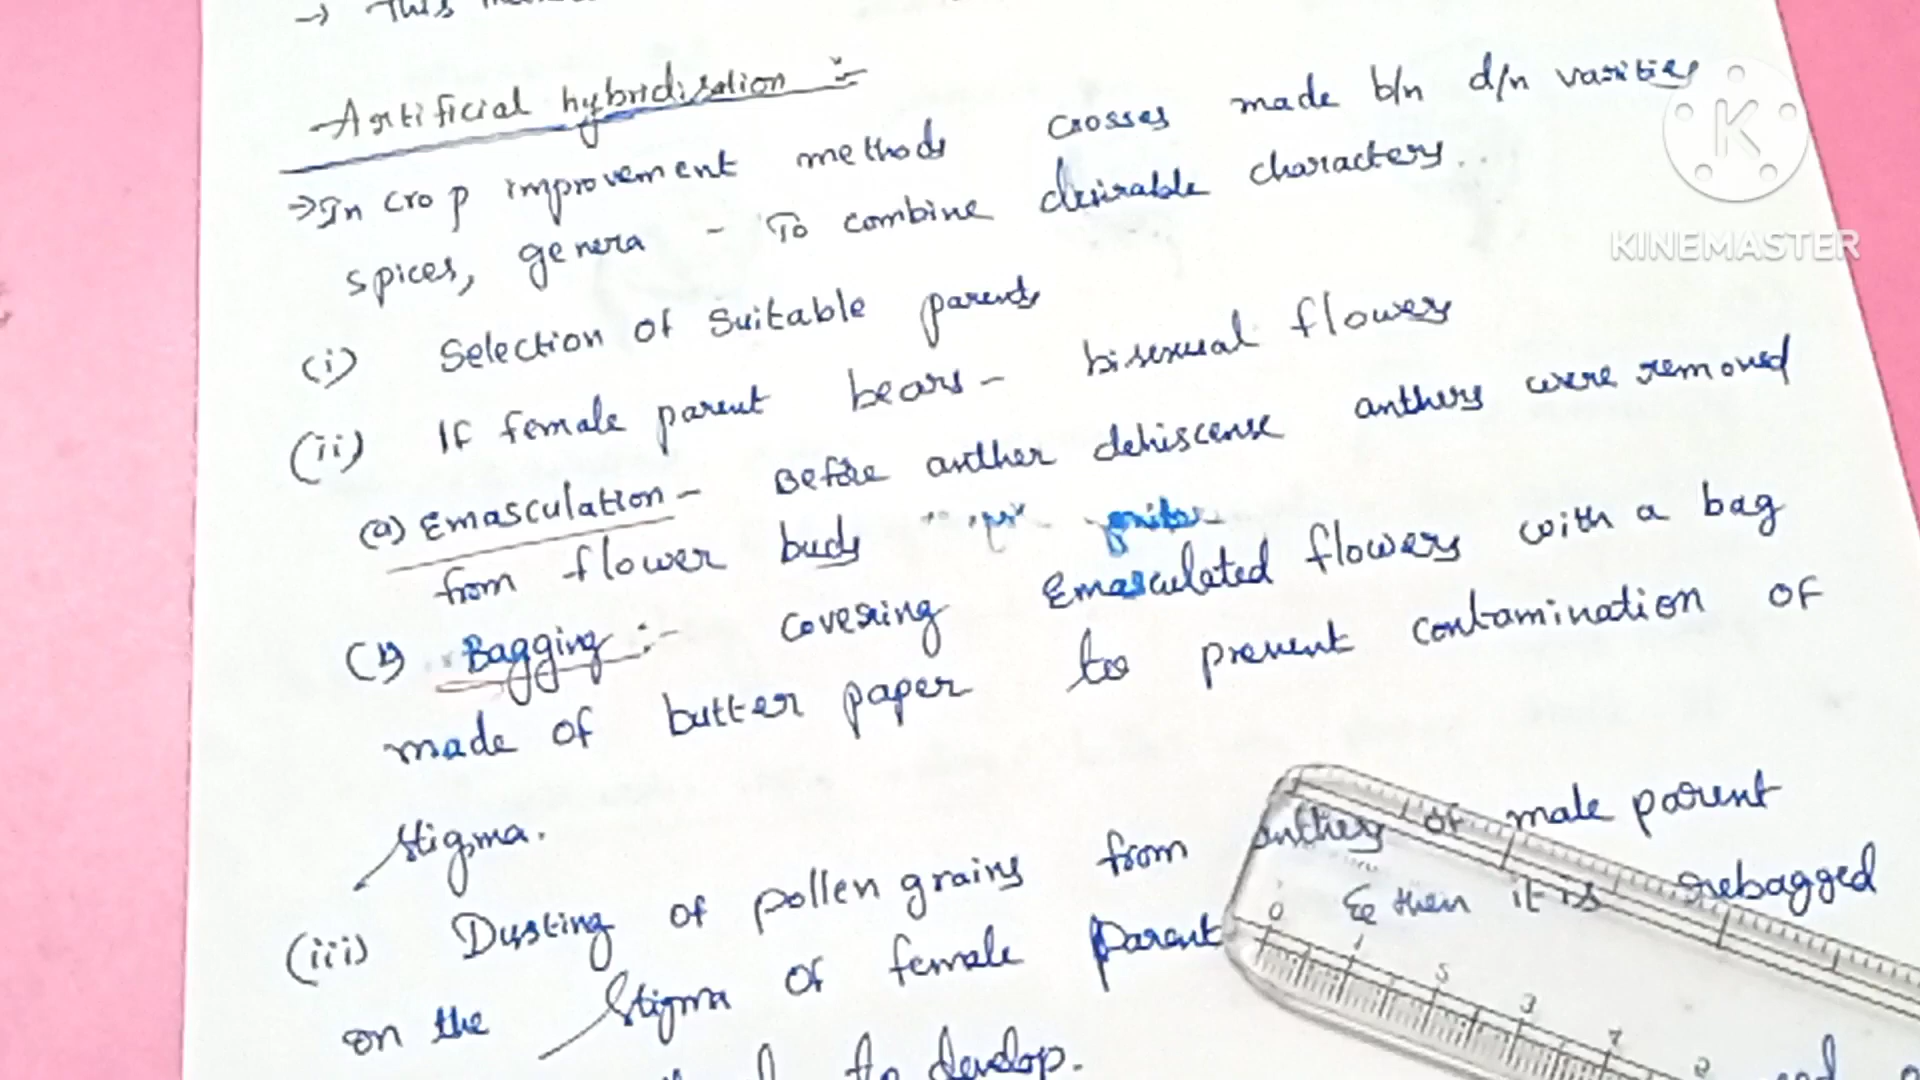 → This
Artificial hybridisation :-
→ In crop improvement methods crosses made b/n d/n varities
spices, genera - To combine desirable characters..
(i) Selection of suitable parents
(ii) If female parent bears - bisexual flowers
(a) Emasculation - Before anther dehiscense anthers were removed
from flower buds
(b) Bagging :- covering Emasculated flowers with a bag
made of butter paper to prevent contamination of
stigma.
(iii) Dusting of pollen grains from anthers of male parent
on the stigma of female parent & then it is rebagged
to develop.
KINEMASTER